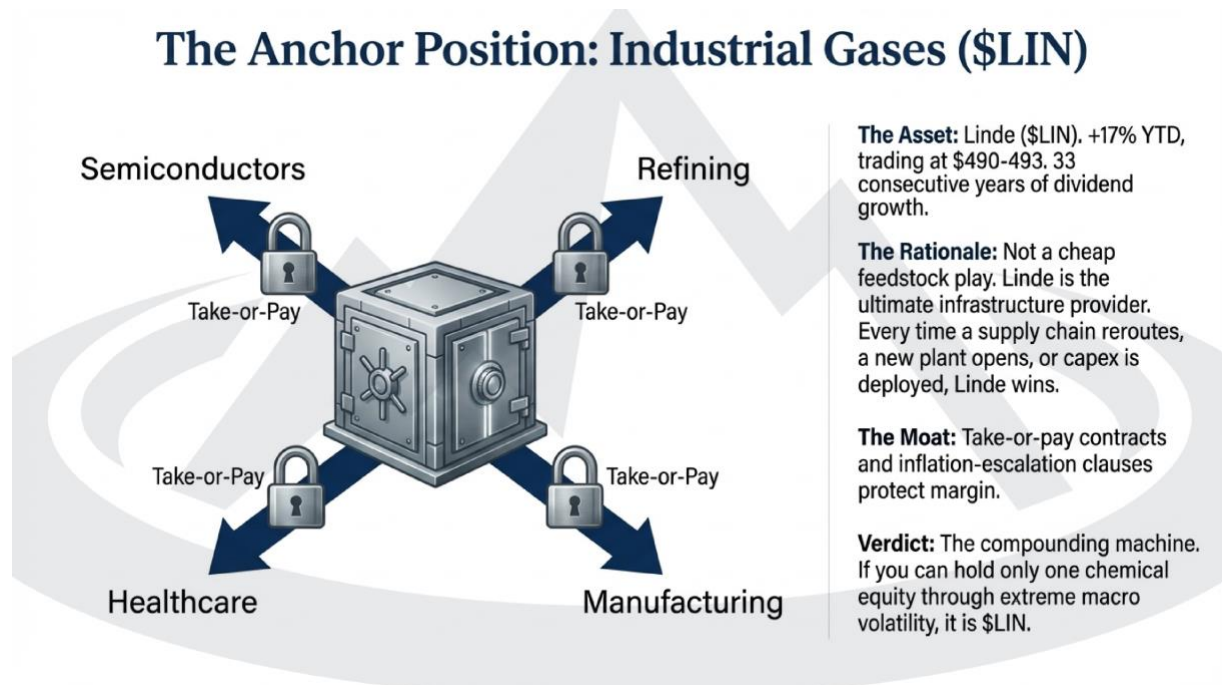 The Anchor Position: Industrial Gases ($LIN)
Semiconductors
Refining
Take-or-Pay
Take-or-Pay
Take-or-Pay
Take-or-Pay
Healthcare
Manufacturing
The Asset: Linde ($LIN). +17% YTD,
trading at $490-493. 33
consecutive years of dividend
growth.
The Rationale: Not a cheap
feedstock play. Linde is the
ultimate infrastructure provider.
Every time a supply chain reroutes,
a new plant opens, or capex is
deployed, Linde wins.
The Moat: Take-or-pay contracts
and inflation-escalation clauses
protect margin.
Verdict: The compounding machine.
If you can hold only one chemical
equity through extreme macro
volatility, it is $LIN.